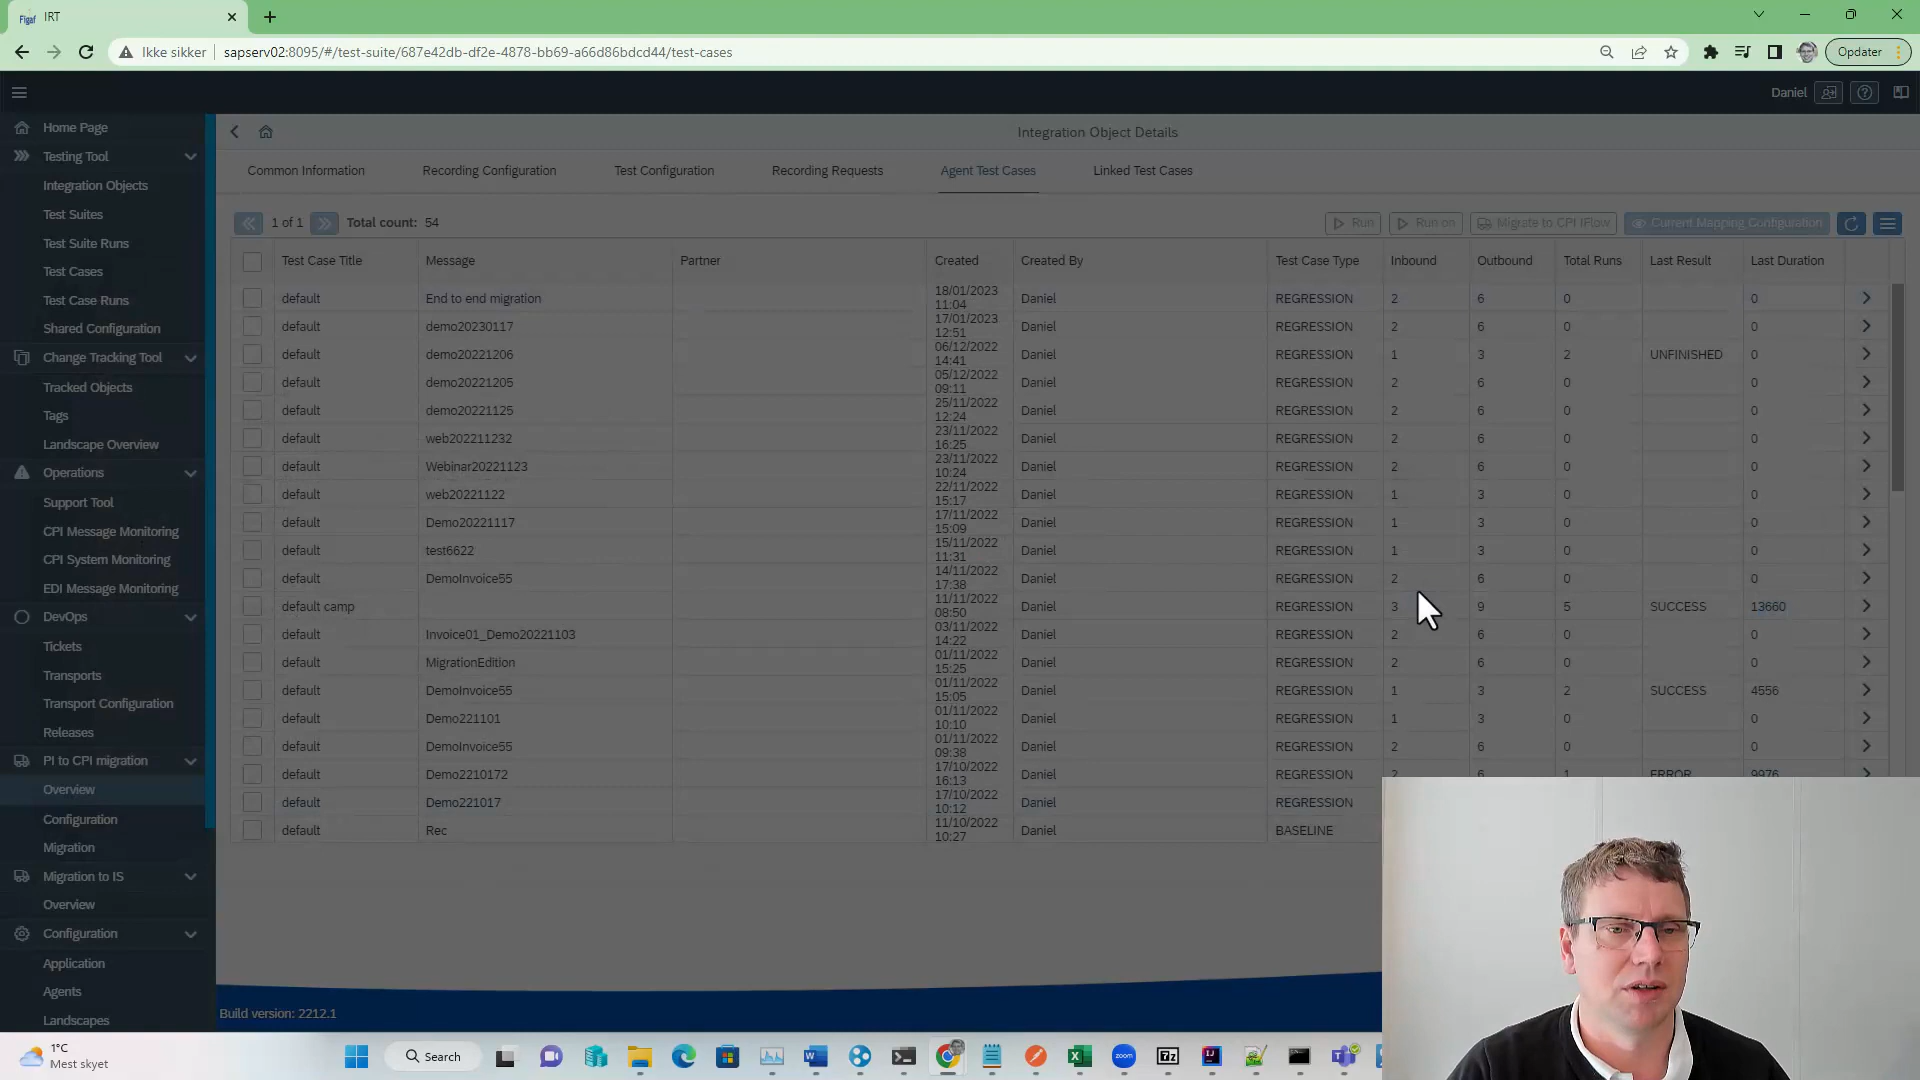 Figaf IRT
Ikke sikker sapserv02:8095/#/test-suite/687e42db-df2e-4878-bb69-a66d86bdcd44/test-cases Opdater
Daniel
Home Page
Testing Tool
Integration Objects
Test Suites
Test Suite Runs
Test Cases
Test Case Runs
Shared Configuration
Change Tracking Tool
Tracked Objects
Tags
Landscape Overview
Operations
Support Tool
CPI Message Monitoring
CPI System Monitoring
EDI Message Monitoring
DevOps
Tickets
Transports
Transport Configuration
Releases
PI to CPI migration
Overview
Configuration
Migration
Migration to IS
Overview
Configuration
Application
Agents
Landscapes
Integration Object Details
Common Information Recording Configuration Test Configuration Recording Requests Agent Test Cases Linked Test Cases
1 of 1 Total count: 54 Run Run on Migrate to CPI IFlow Current Mapping Configuration
Test Case Title Message Partner Created Created By Test Case Type Inbound Outbound Total Runs Last Result Last Duration
default End to end migration 18/01/2023 11:04 Daniel REGRESSION 2 6 0 0
default demo20230117 17/01/2023 12:51 Daniel REGRESSION 2 6 0 0
default demo20221206 06/12/2022 14:41 Daniel REGRESSION 1 3 2 UNFINISHED 0
default demo20221205 05/12/2022 09:11 Daniel REGRESSION 2 6 0 0
default demo20221125 25/11/2022 12:24 Daniel REGRESSION 2 6 0 0
default web202211232 23/11/2022 16:25 Daniel REGRESSION 2 6 0 0
default Webinar20221123 23/11/2022 10:24 Daniel REGRESSION 2 6 0 0
default web20221122 22/11/2022 15:17 Daniel REGRESSION 1 3 0 0
default Demo20221117 17/11/2022 15:09 Daniel REGRESSION 1 3 0 0
default test6622 15/11/2022 11:31 Daniel REGRESSION 1 3 0 0
default DemoInvoice55 14/11/2022 17:38 Daniel REGRESSION 2 6 0 0
default camp 11/11/2022 08:50 Daniel REGRESSION 3 9 5 SUCCESS 13660
default Invoice01_Demo20221103 03/11/2022 14:22 Daniel REGRESSION 2 6 0 0
default MigrationEdition 01/11/2022 15:25 Daniel REGRESSION 2 6 0 0
default DemoInvoice55 01/11/2022 15:05 Daniel REGRESSION 1 3 2 SUCCESS 4556
default Demo221101 01/11/2022 10:10 Daniel REGRESSION 1 3 0 0
default DemoInvoice55 01/11/2022 09:38 Daniel REGRESSION 2 6 0 0
default Demo2210172 17/10/2022 16:13 Daniel REGRESSION 2 6 1 ERROR 9976
default Demo221017 17/10/2022 10:12 Daniel REGRESSION
default Rec 11/10/2022 10:27 Daniel BASELINE
Build version: 2212.1
1°C
Mest skyet
Search
zoom